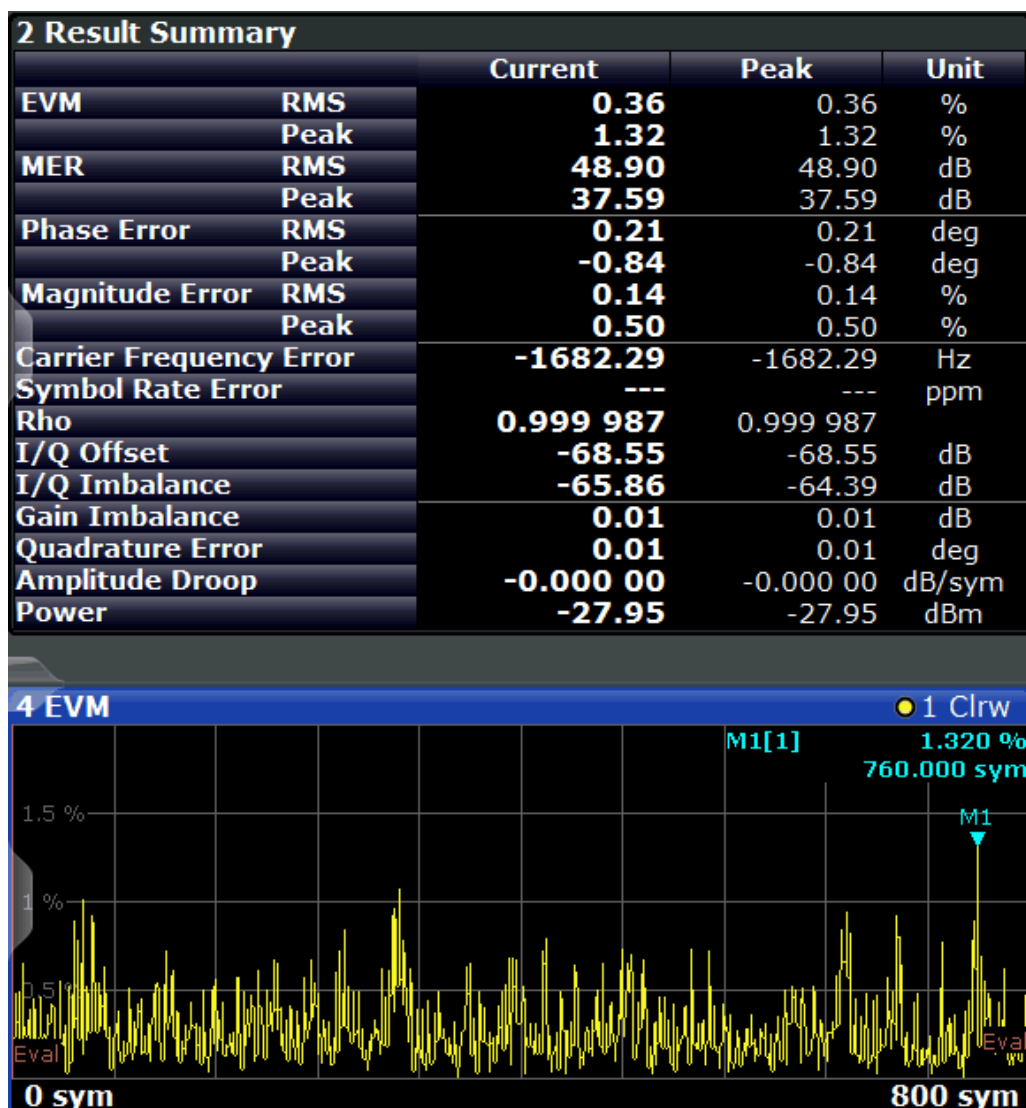 2 Result Summary
Current Peak Unit
EVM RMS 0.36 0.36 %
Peak 1.32 1.32 %
MER RMS 48.90 48.90 dB
Peak 37.59 37.59 dB
Phase Error RMS 0.21 0.21 deg
Peak -0.84 -0.84 deg
Magnitude Error RMS 0.14 0.14 %
Peak 0.50 0.50 %
Carrier Frequency Error -1682.29 -1682.29 Hz
Symbol Rate Error --- --- ppm
Rho 0.999 987 0.999 987
I/Q Offset -68.55 -68.55 dB
I/Q Imbalance -65.86 -64.39 dB
Gain Imbalance 0.01 0.01 dB
Quadrature Error 0.01 0.01 deg
Amplitude Droop -0.000 00 -0.000 00 dB/sym
Power -27.95 -27.95 dBm
4 EVM 1 Clrw
M1[1] 1.320 %
760.000 sym
1.5 %
M1
1 %
0.5 %
Eval Eval
0 sym 800 sym